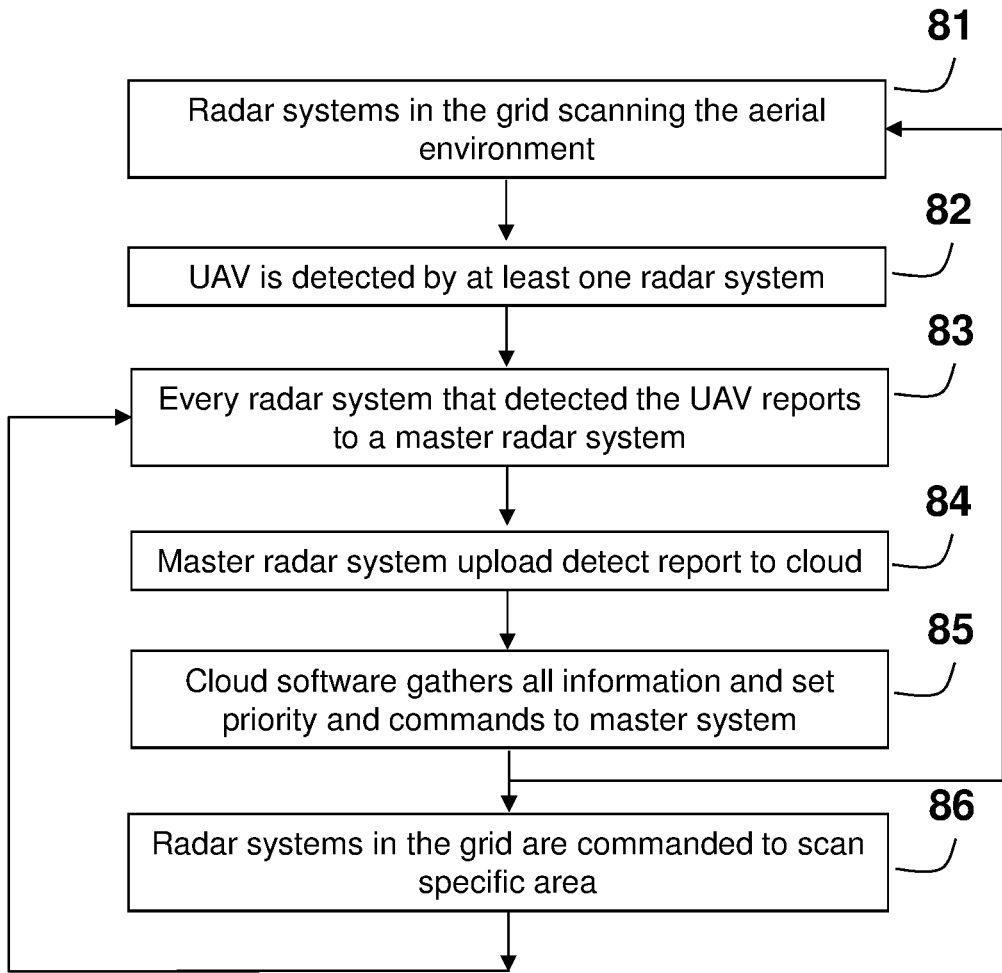 81
Radar systems in the grid scanning the aerial
environment
82
UAV is detected by at least one radar system
83
Every radar system that detected the UAV reports
to a master radar system
84
Master radar system upload detect report to cloud
85
Cloud software gathers all information and set
priority and commands to master system
86
Radar systems in the grid are commanded to scan
specific area